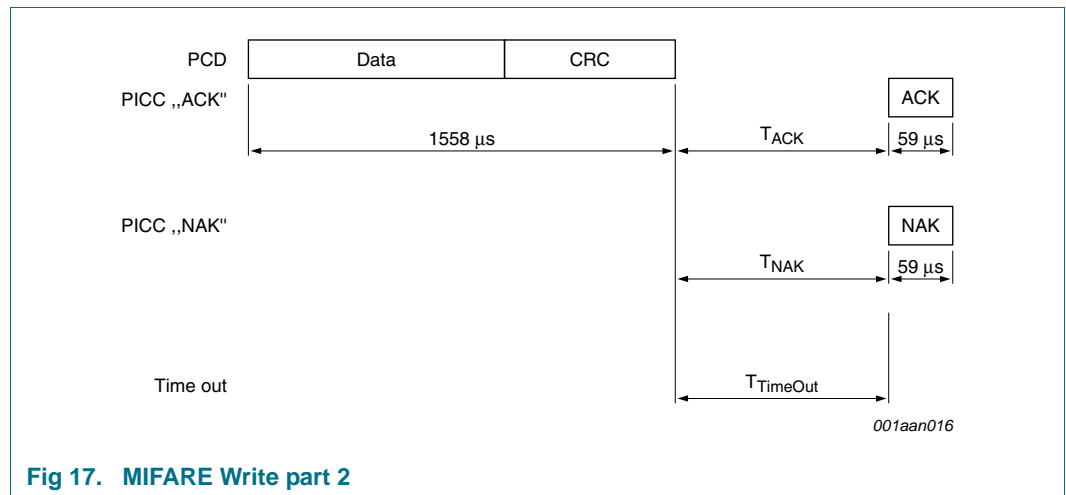 PCD Data CRC
PICC ,,ACK" ACK
1558 µs TACK 59 µs
PICC ,,NAK" NAK
TNAK 59 µs
Time out TTimeOut
001aan016
Fig 17. MIFARE Write part 2